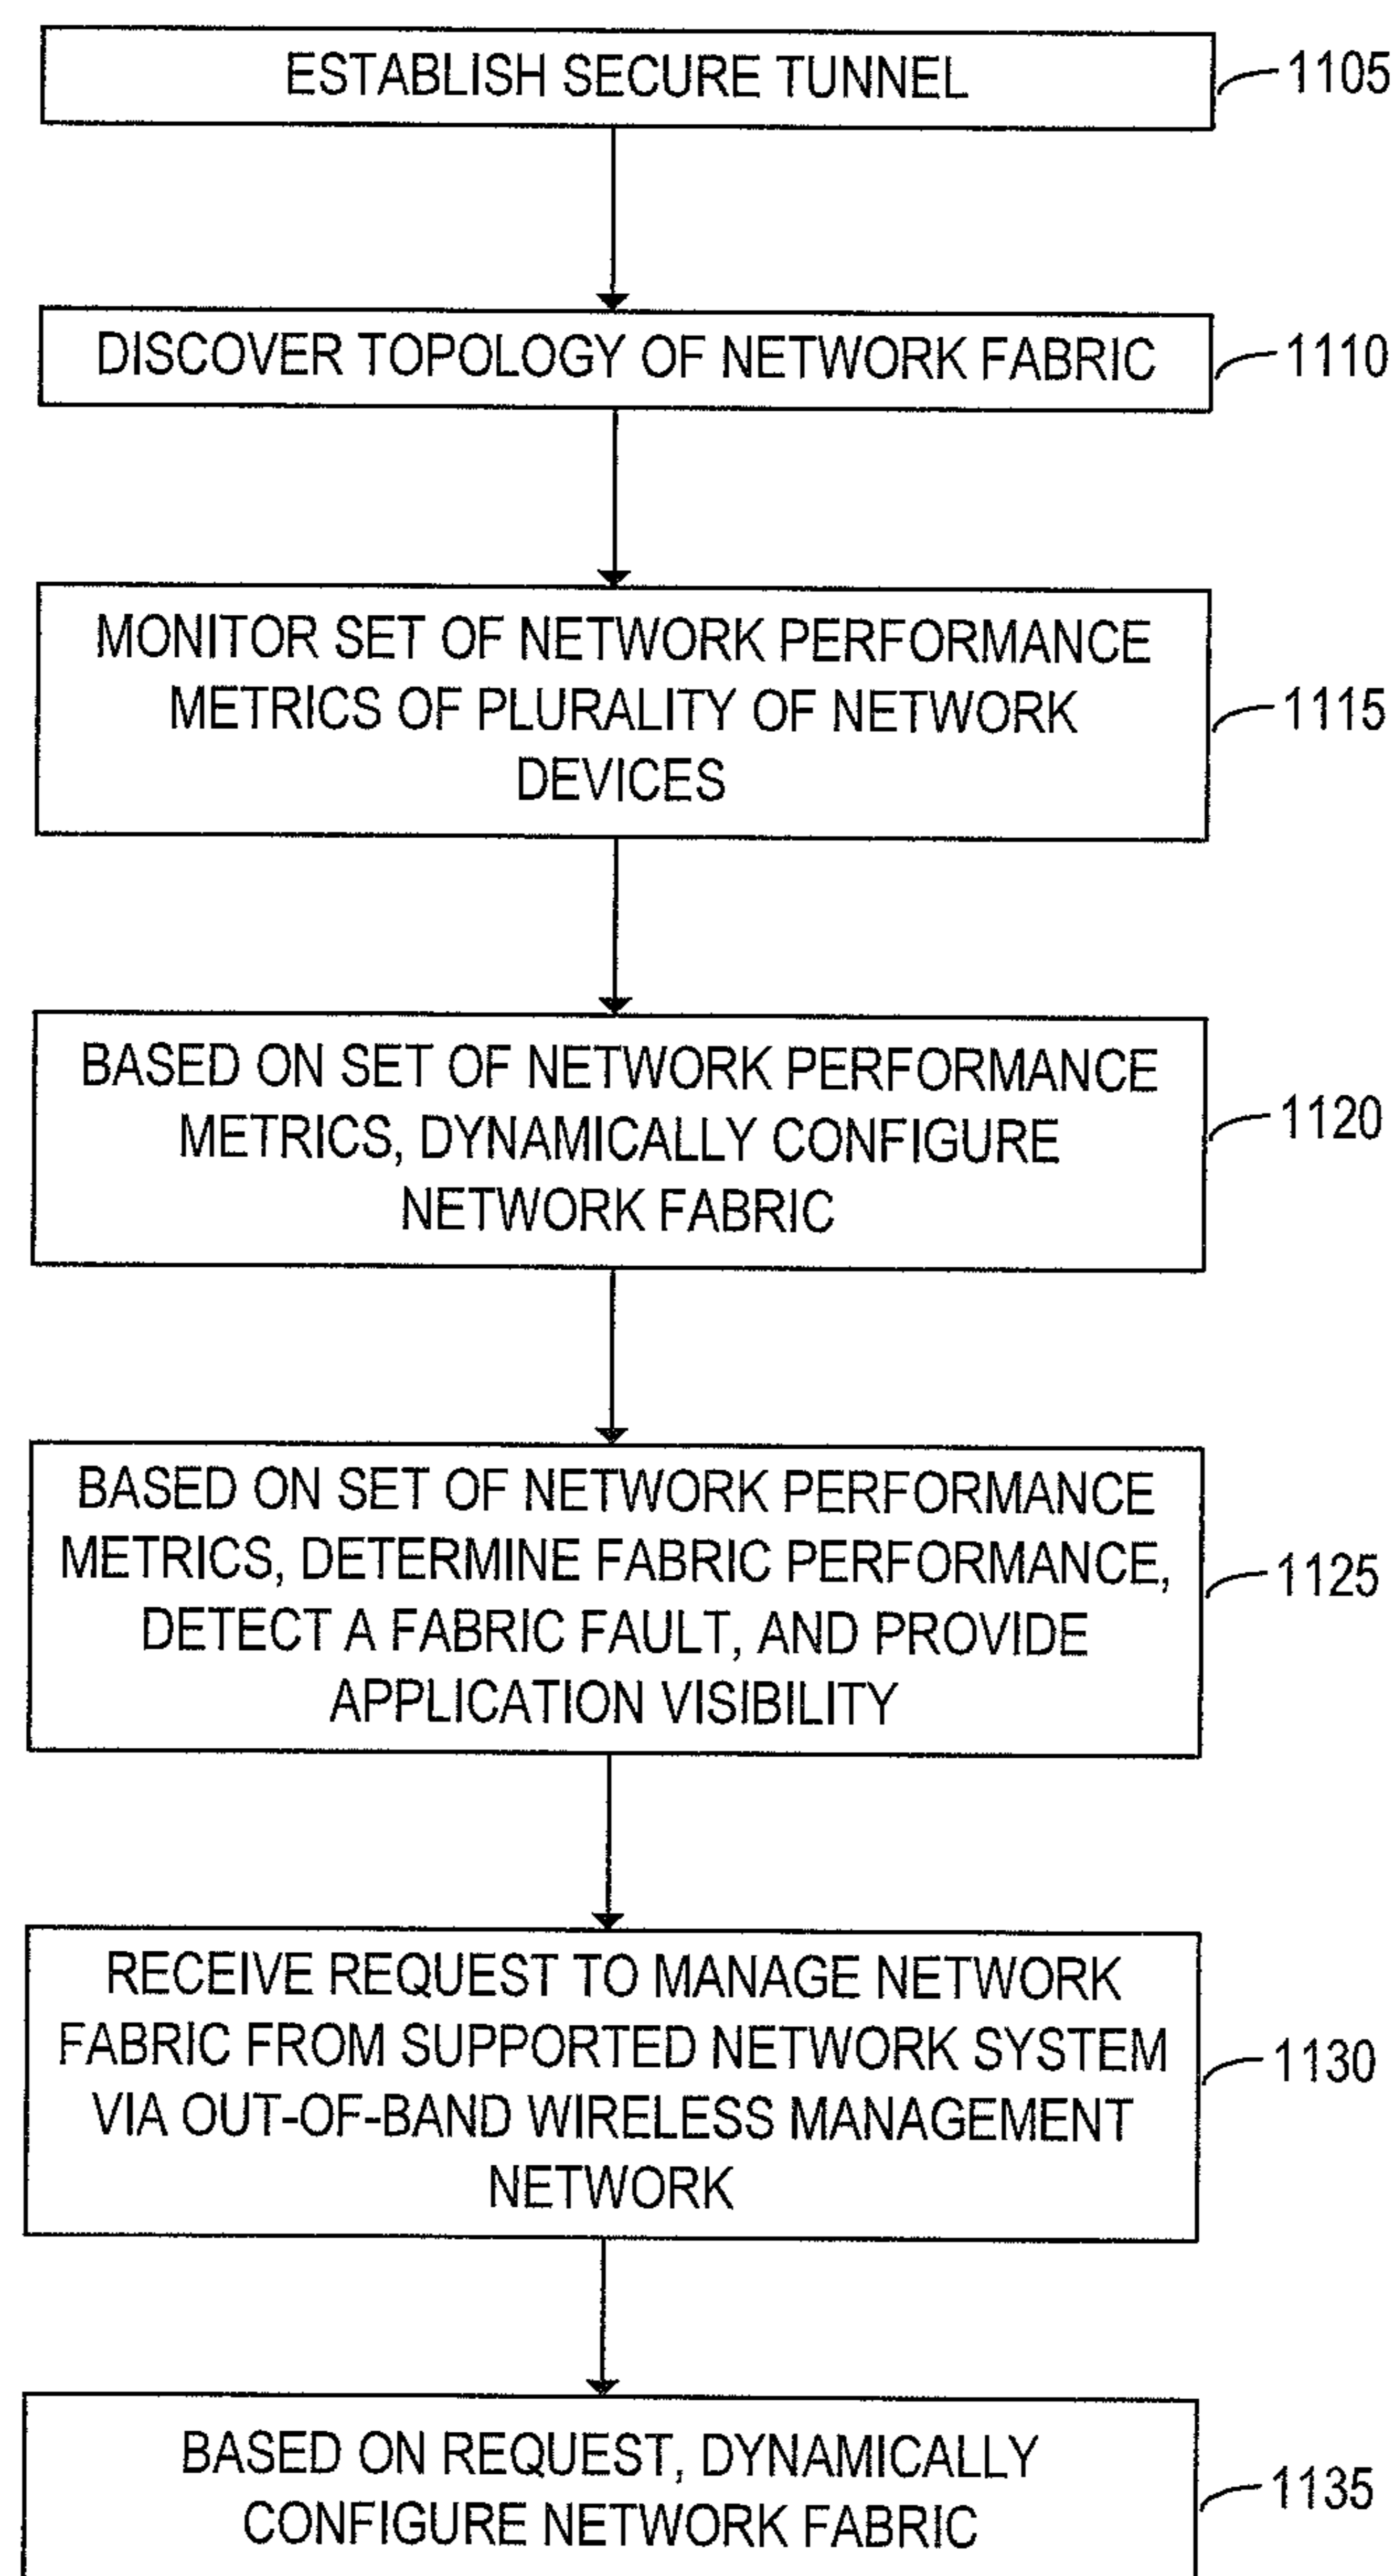 ESTABLISH SECURE TUNNEL
1105
DISCOVER TOPOLOGY OF NETWORK FABRIC
1110
MONITOR SET OF NETWORK PERFORMANCE
METRICS OF PLURALITY OF NETWORK
DEVICES
1115
BASED ON SET OF NETWORK PERFORMANCE
METRICS, DYNAMICALLY CONFIGURE
NETWORK FABRIC
1120
BASED ON SET OF NETWORK PERFORMANCE
METRICS, DETERMINE FABRIC PERFORMANCE,
DETECT A FABRIC FAULT, AND PROVIDE
APPLICATION VISIBILITY
1125
RECEIVE REQUEST TO MANAGE NETWORK
FABRIC FROM SUPPORTED NETWORK SYSTEM
VIA OUT-OF-BAND WIRELESS MANAGEMENT
NETWORK
1130
BASED ON REQUEST, DYNAMICALLY
CONFIGURE NETWORK FABRIC
1135